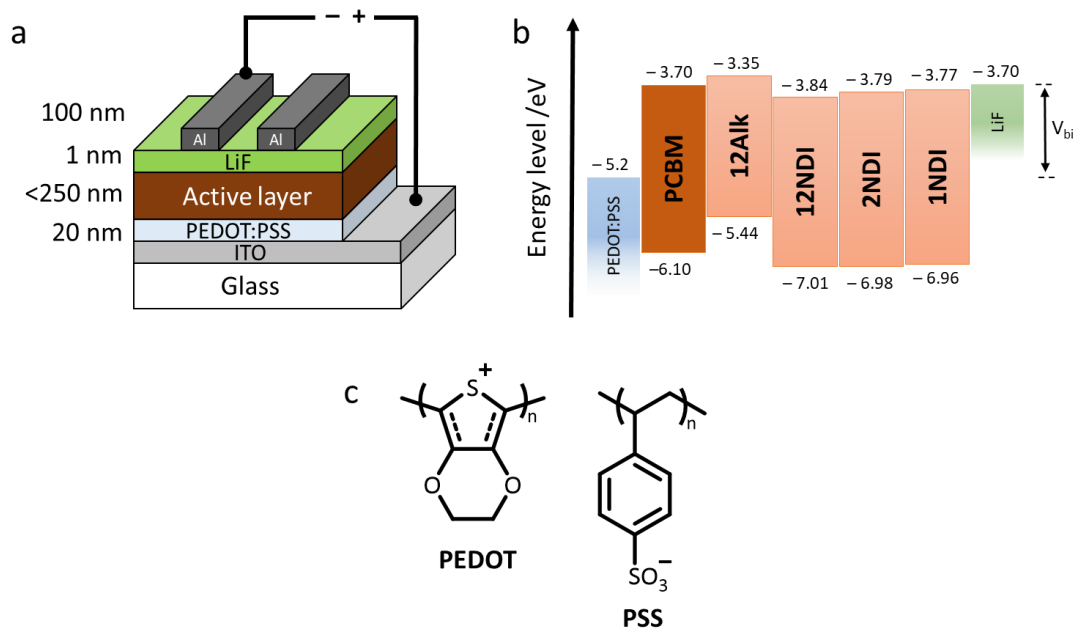 a
− +
100 nm
Al Al
1 nm
LiF
<250 nm
Active layer
20 nm
PEDOT:PSS
ITO
Glass
b
Energy level /eV
− 5.2
PEDOT:PSS
− 3.70
PCBM
−6.10
− 3.35
12Alk
− 5.44
− 3.84
12NDI
− 7.01
− 3.79
2NDI
− 6.98
− 3.77
1NDI
− 6.96
− 3.70
LiF
Vbi
c
+
S
n
O O
PEDOT
n
SO3−
PSS